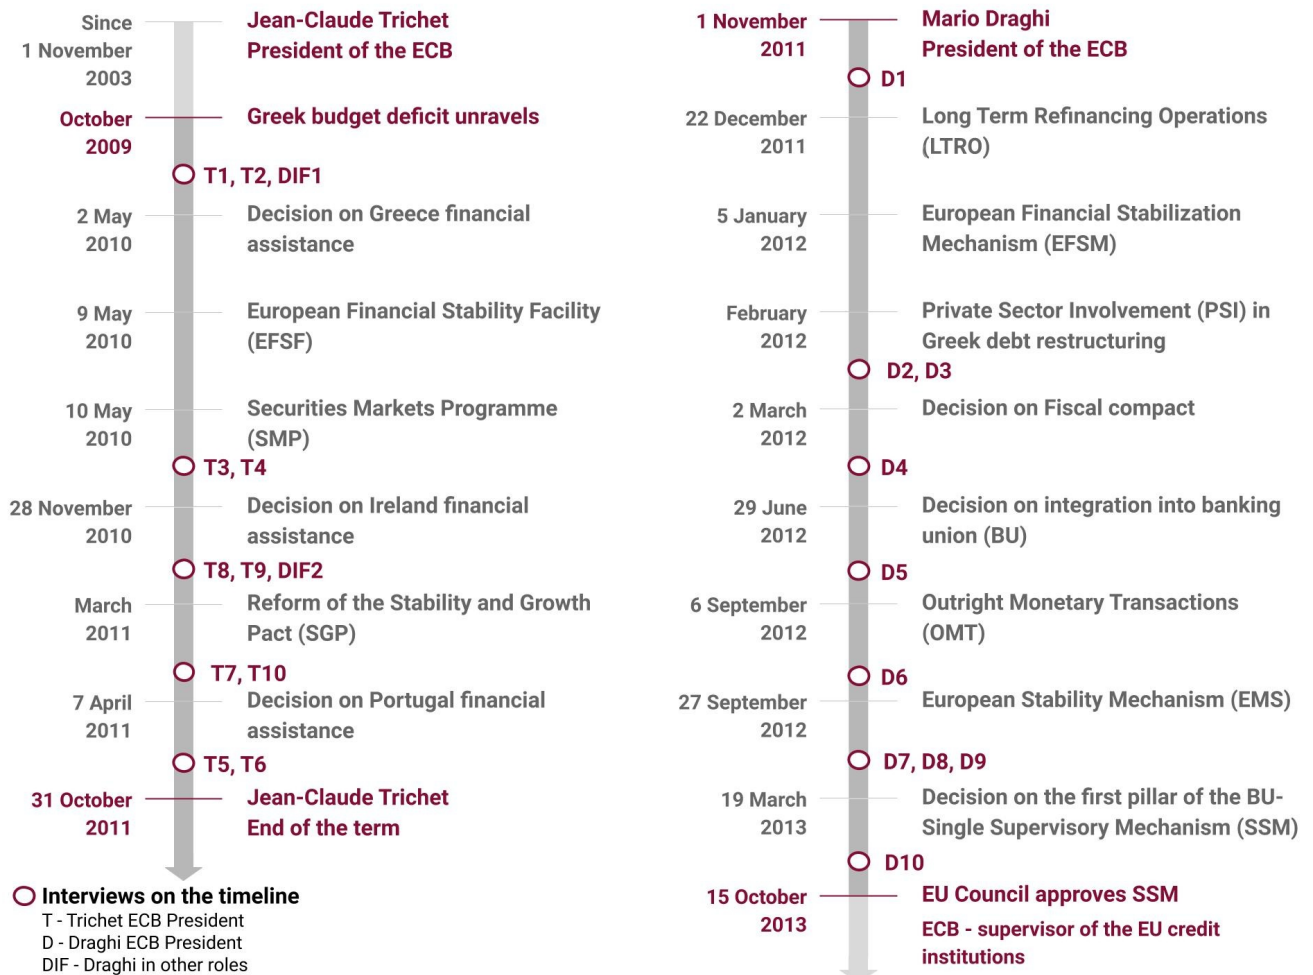 Since
1 November
2003
Jean-Claude Trichet
President of the ECB
October
2009
Greek budget deficit unravels
T1, T2, DIF1
2 May
2010
Decision on Greece financial
assistance
9 May
2010
European Financial Stability Facility
(EFSF)
10 May
2010
Securities Markets Programme
(SMP)
T3, T4
28 November
2010
Decision on Ireland financial
assistance
T8, T9, DIF2
March
2011
Reform of the Stability and Growth
Pact (SGP)
T7, T10
7 April
2011
Decision on Portugal financial
assistance
T5, T6
31 October
2011
Jean-Claude Trichet
End of the term
Interviews on the timeline
T - Trichet ECB President
D - Draghi ECB President
DIF - Draghi in other roles
1 November
2011
Mario Draghi
President of the ECB
D1
22 December
2011
Long Term Refinancing Operations
(LTRO)
5 January
2012
European Financial Stabilization
Mechanism (EFSM)
February
2012
Private Sector Involvement (PSI) in
Greek debt restructuring
D2, D3
2 March
2012
Decision on Fiscal compact
D4
29 June
2012
Decision on integration into banking
union (BU)
D5
6 September
2012
Outright Monetary Transactions
(OMT)
D6
27 September
2012
European Stability Mechanism (EMS)
D7, D8, D9
19 March
2013
Decision on the first pillar of the BU-
Single Supervisory Mechanism (SSM)
D10
15 October
2013
EU Council approves SSM
ECB - supervisor of the EU credit
institutions